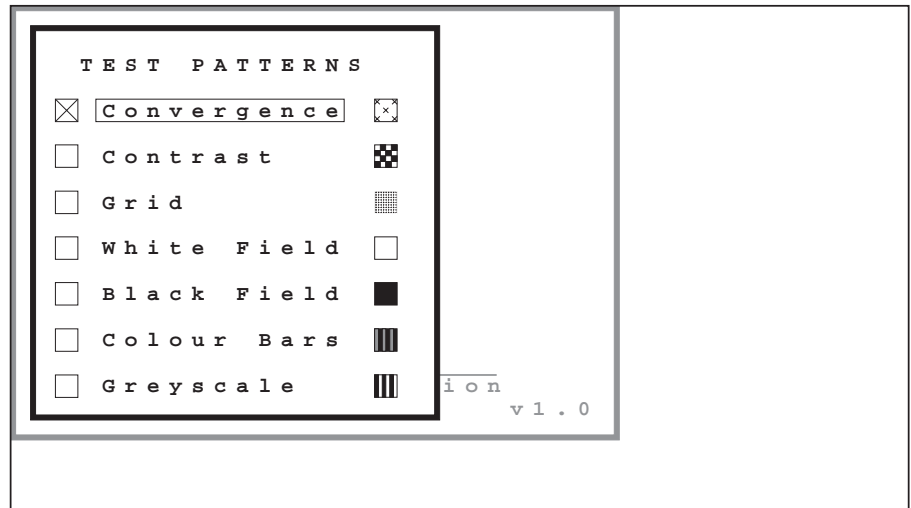 TEST PATTERNS
Convergence
Contrast
Grid
White Field
Black Field
Colour Bars
Greyscale
ion
v1.0